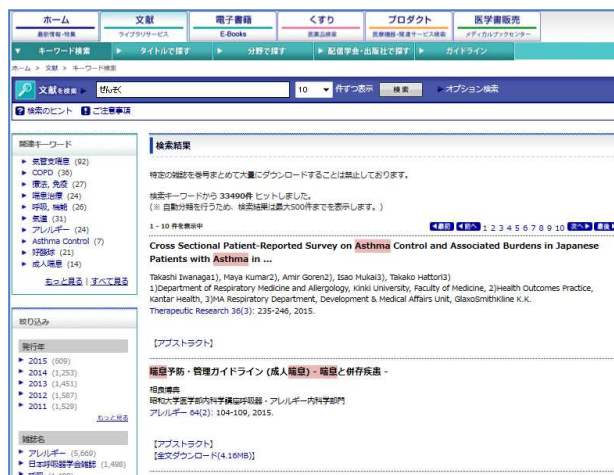 ホーム 文献 電子書籍 くすり プロダクト 医学書販売
最新情報・特集 ライブラリサービス E-Books 医薬品検索 医療機器・関連サービス検索 メディカルブックセンター
▼ キーワード検索 ▶ タイトルで探す ▶ 分野で探す ▶ 配信学会・出版社で探す ▶ ガイドライン
ホーム > 文献 > キーワード検索
文献を検索 ▶ ぜんそく 10 ▼ 件ずつ表示 検索 ▶オプション検索
? 検索のヒント ! ご注意事項
関連キーワード
▶ 気管支喘息 (92)
▶ COPD (36)
▶ 療法, 免疫 (27)
▶ 喘息治療 (24)
▶ 呼吸, 機能 (26)
▶ 気道 (31)
▶ アレルギー (24)
▶ Asthma Control (7)
▶ 好酸球 (21)
▶ 成人喘息 (14)
もっと見る | すべて見る
絞り込み
発行年
▶ 2015 (609)
▶ 2014 (1,253)
▶ 2013 (1,451)
▶ 2012 (1,587)
▶ 2011 (1,529)
もっと見る
雑誌名
▶ アレルギー (5,669)
▶ 日本呼吸器学会雑誌 (1,498)
検索結果
特定の雑誌を巻号まとめて大量にダウンロードすることは禁止しております。
検索キーワードから 33490件 ヒットしました。
(※ 自動分類を行うため、検索結果は最大500件までを表示します。)
1 - 10 件を表示中 ◀最初 ◀前へ 1 2 3 4 5 6 7 8 9 10 次へ▶ 最後▶
Cross Sectional Patient-Reported Survey on Asthma Control and Associated Burdens in Japanese
Patients with Asthma in ...
Takashi Iwanaga1), Maya Kumar2), Amir Goren2), Isao Mukai3), Takako Hattori3)
1)Department of Respiratory Medicine and Allergology, Kinki University, Faculty of Medicine, 2)Health Outcomes Practice,
Kantar Health, 3)MA Respiratory Department, Development & Medical Affairs Unit, GlaxoSmithKline K.K.
Therapeutic Research 36(3): 235-246, 2015.
【アブストラクト】
喘息予防・管理ガイドライン (成人喘息) - 喘息と併存疾患 -
相良博典
昭和大学医学部内科学講座呼吸器・アレルギー内科学部門
アレルギー 64(2): 104-109, 2015.
【アブストラクト】
【全文ダウンロード(4.16MB)】